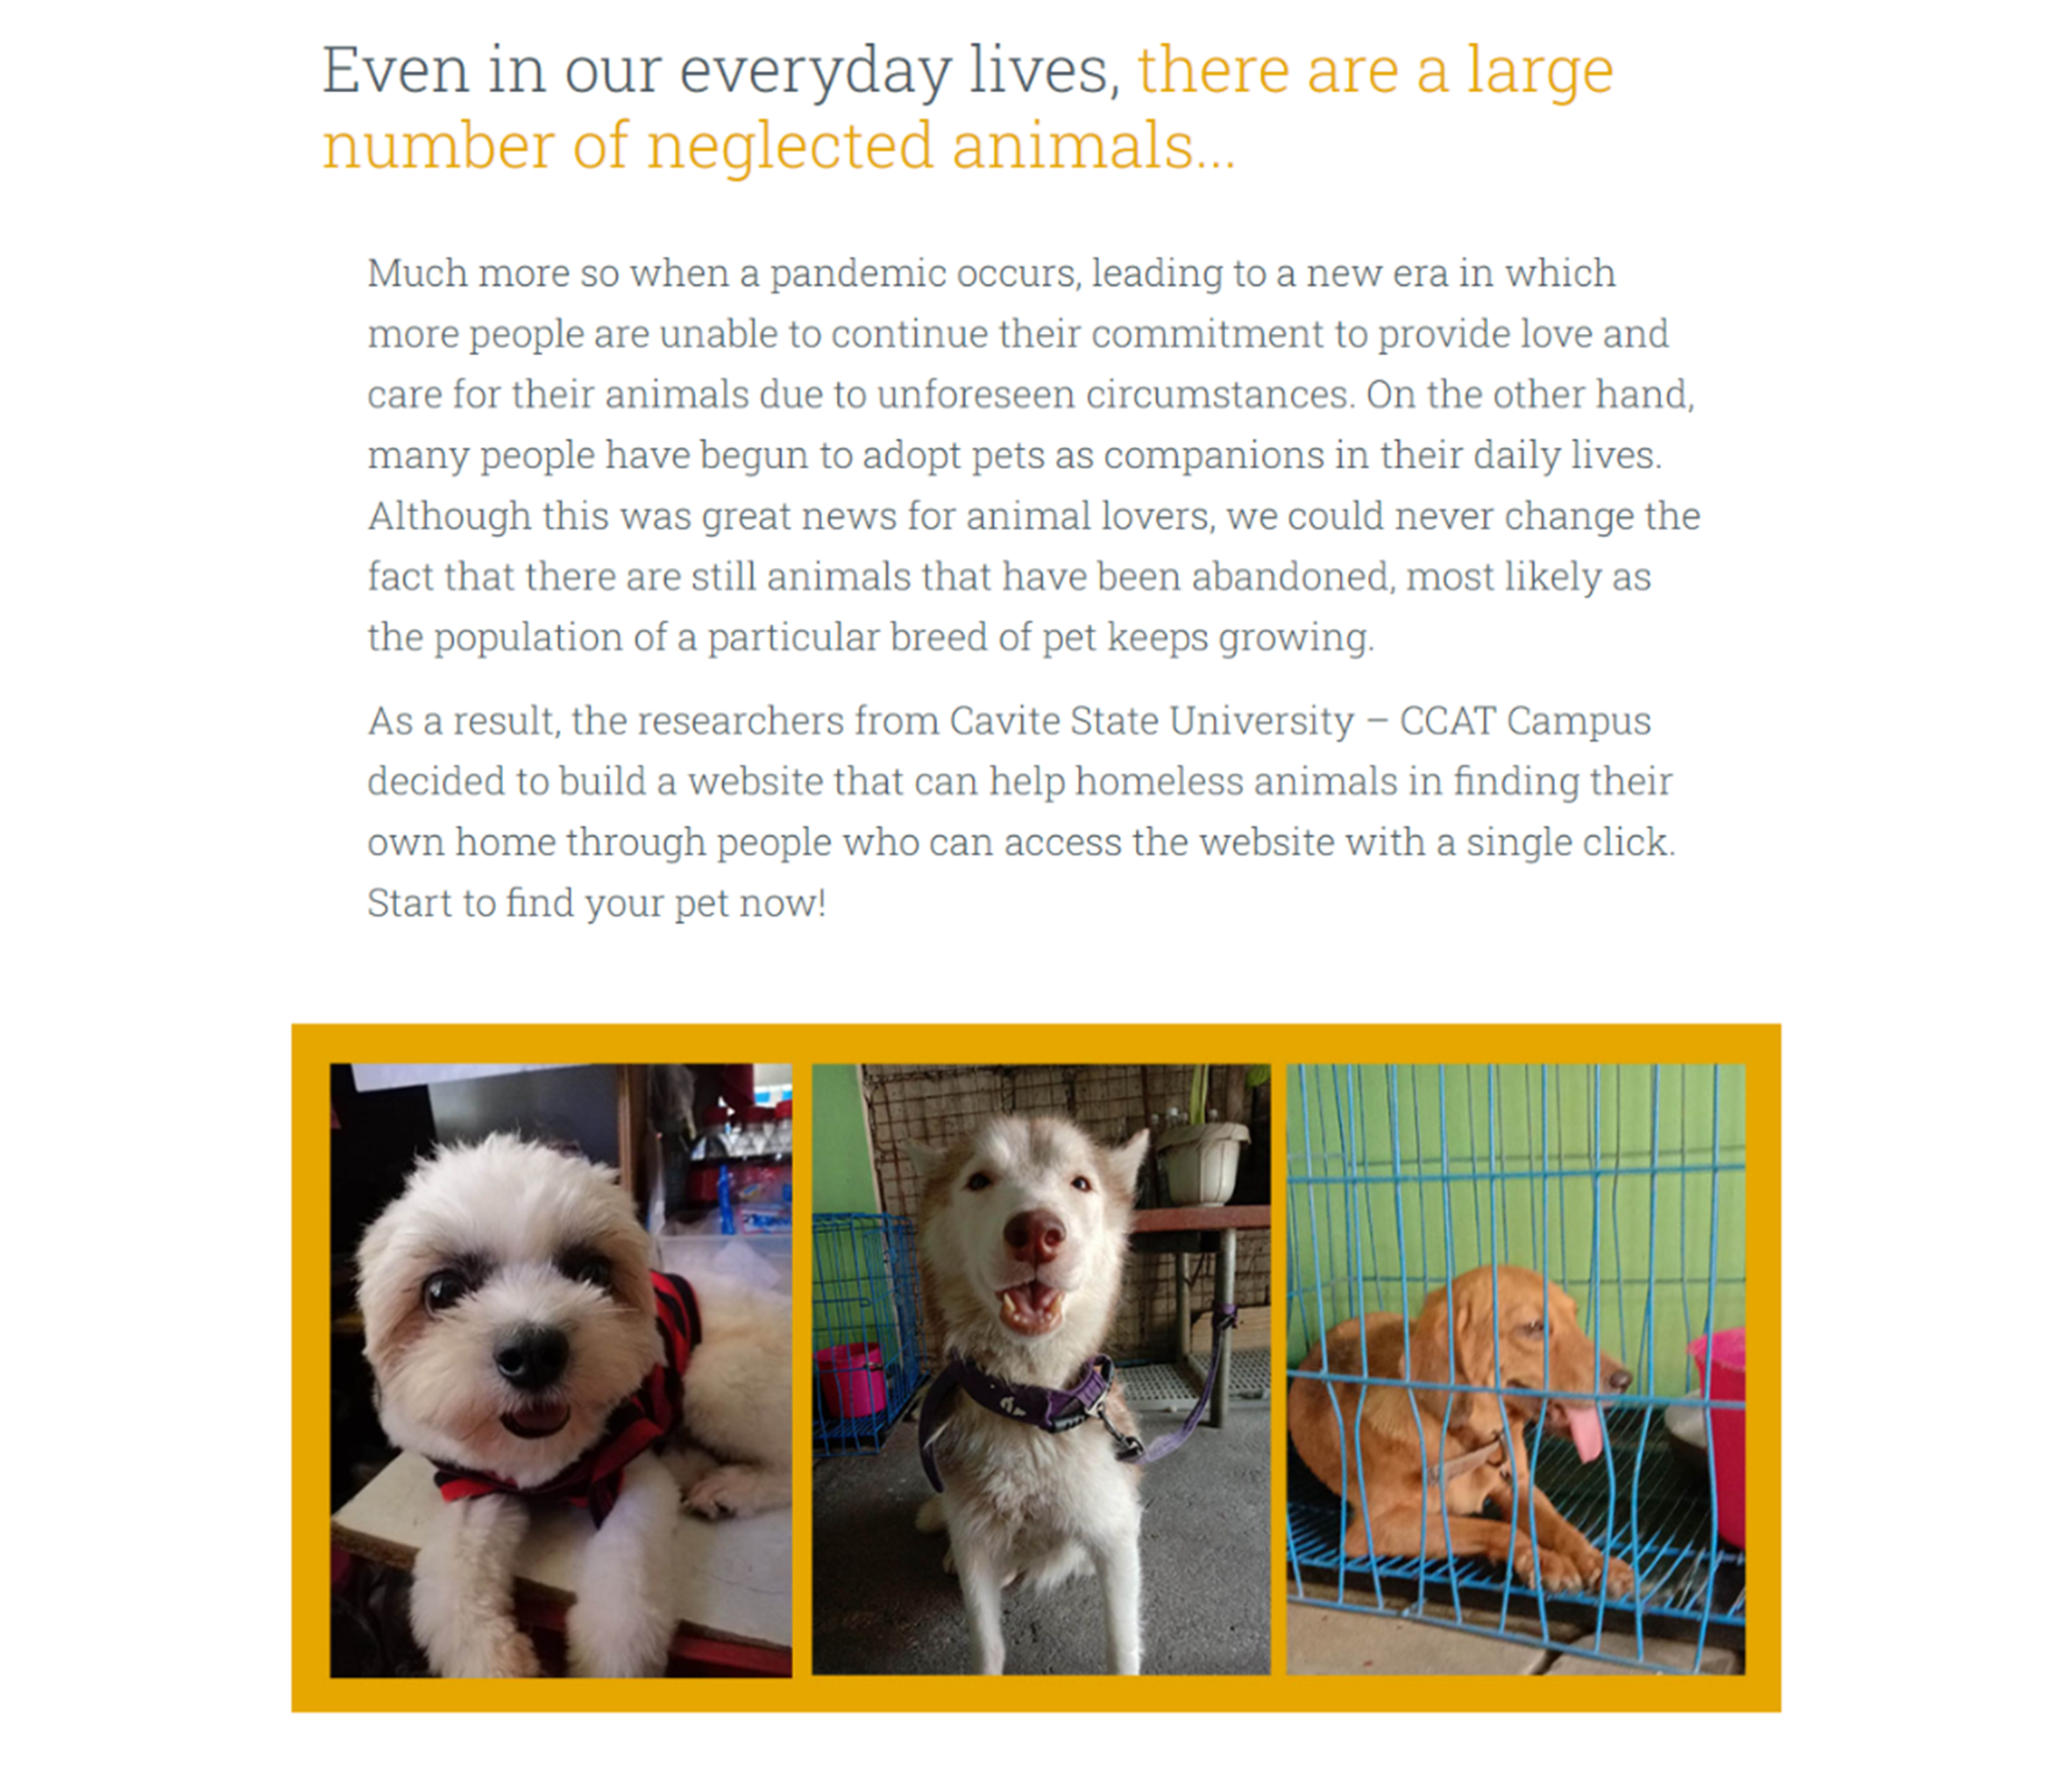 Even in our everyday lives, there are a large
number of neglected animals...
Much more so when a pandemic occurs, leading to a new era in which
more people are unable to continue their commitment to provide love and
care for their animals due to unforeseen circumstances. On the other hand,
many people have begun to adopt pets as companions in their daily lives.
Although this was great news for animal lovers, we could never change the
fact that there are still animals that have been abandoned, most likely as
the population of a particular breed of pet keeps growing.
As a result, the researchers from Cavite State University – CCAT Campus
decided to build a website that can help homeless animals in finding their
own home through people who can access the website with a single click.
Start to find your pet now!